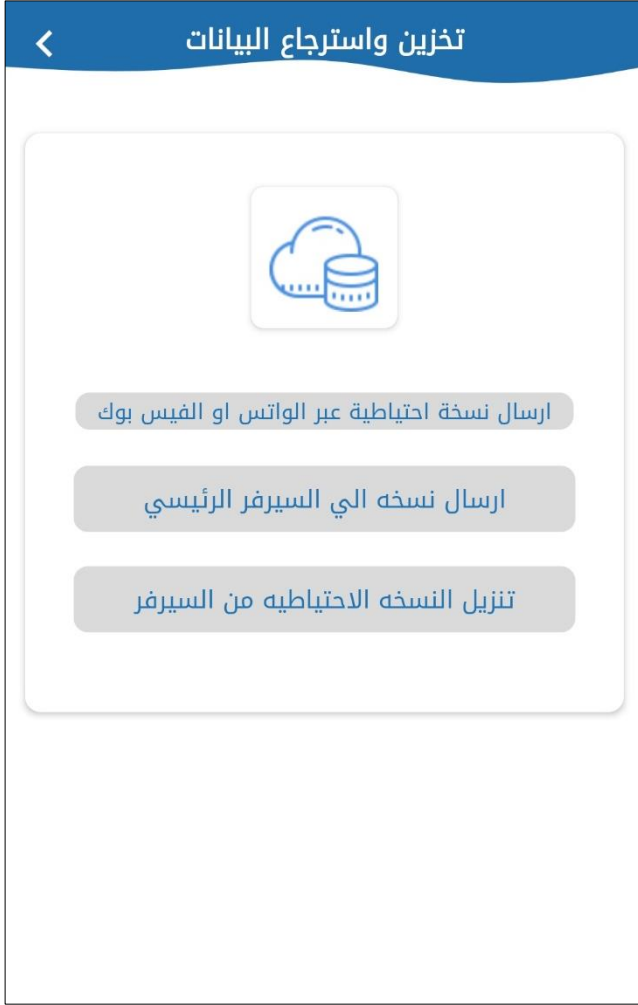 تخزين واسترجاع البيانات
ارسال نسخة احتياطية عبر الواتس او الفيس بوك
ارسال نسخه الي السيرفر الرئيسي
تنزيل النسخه الاحتياطيه من السيرفر